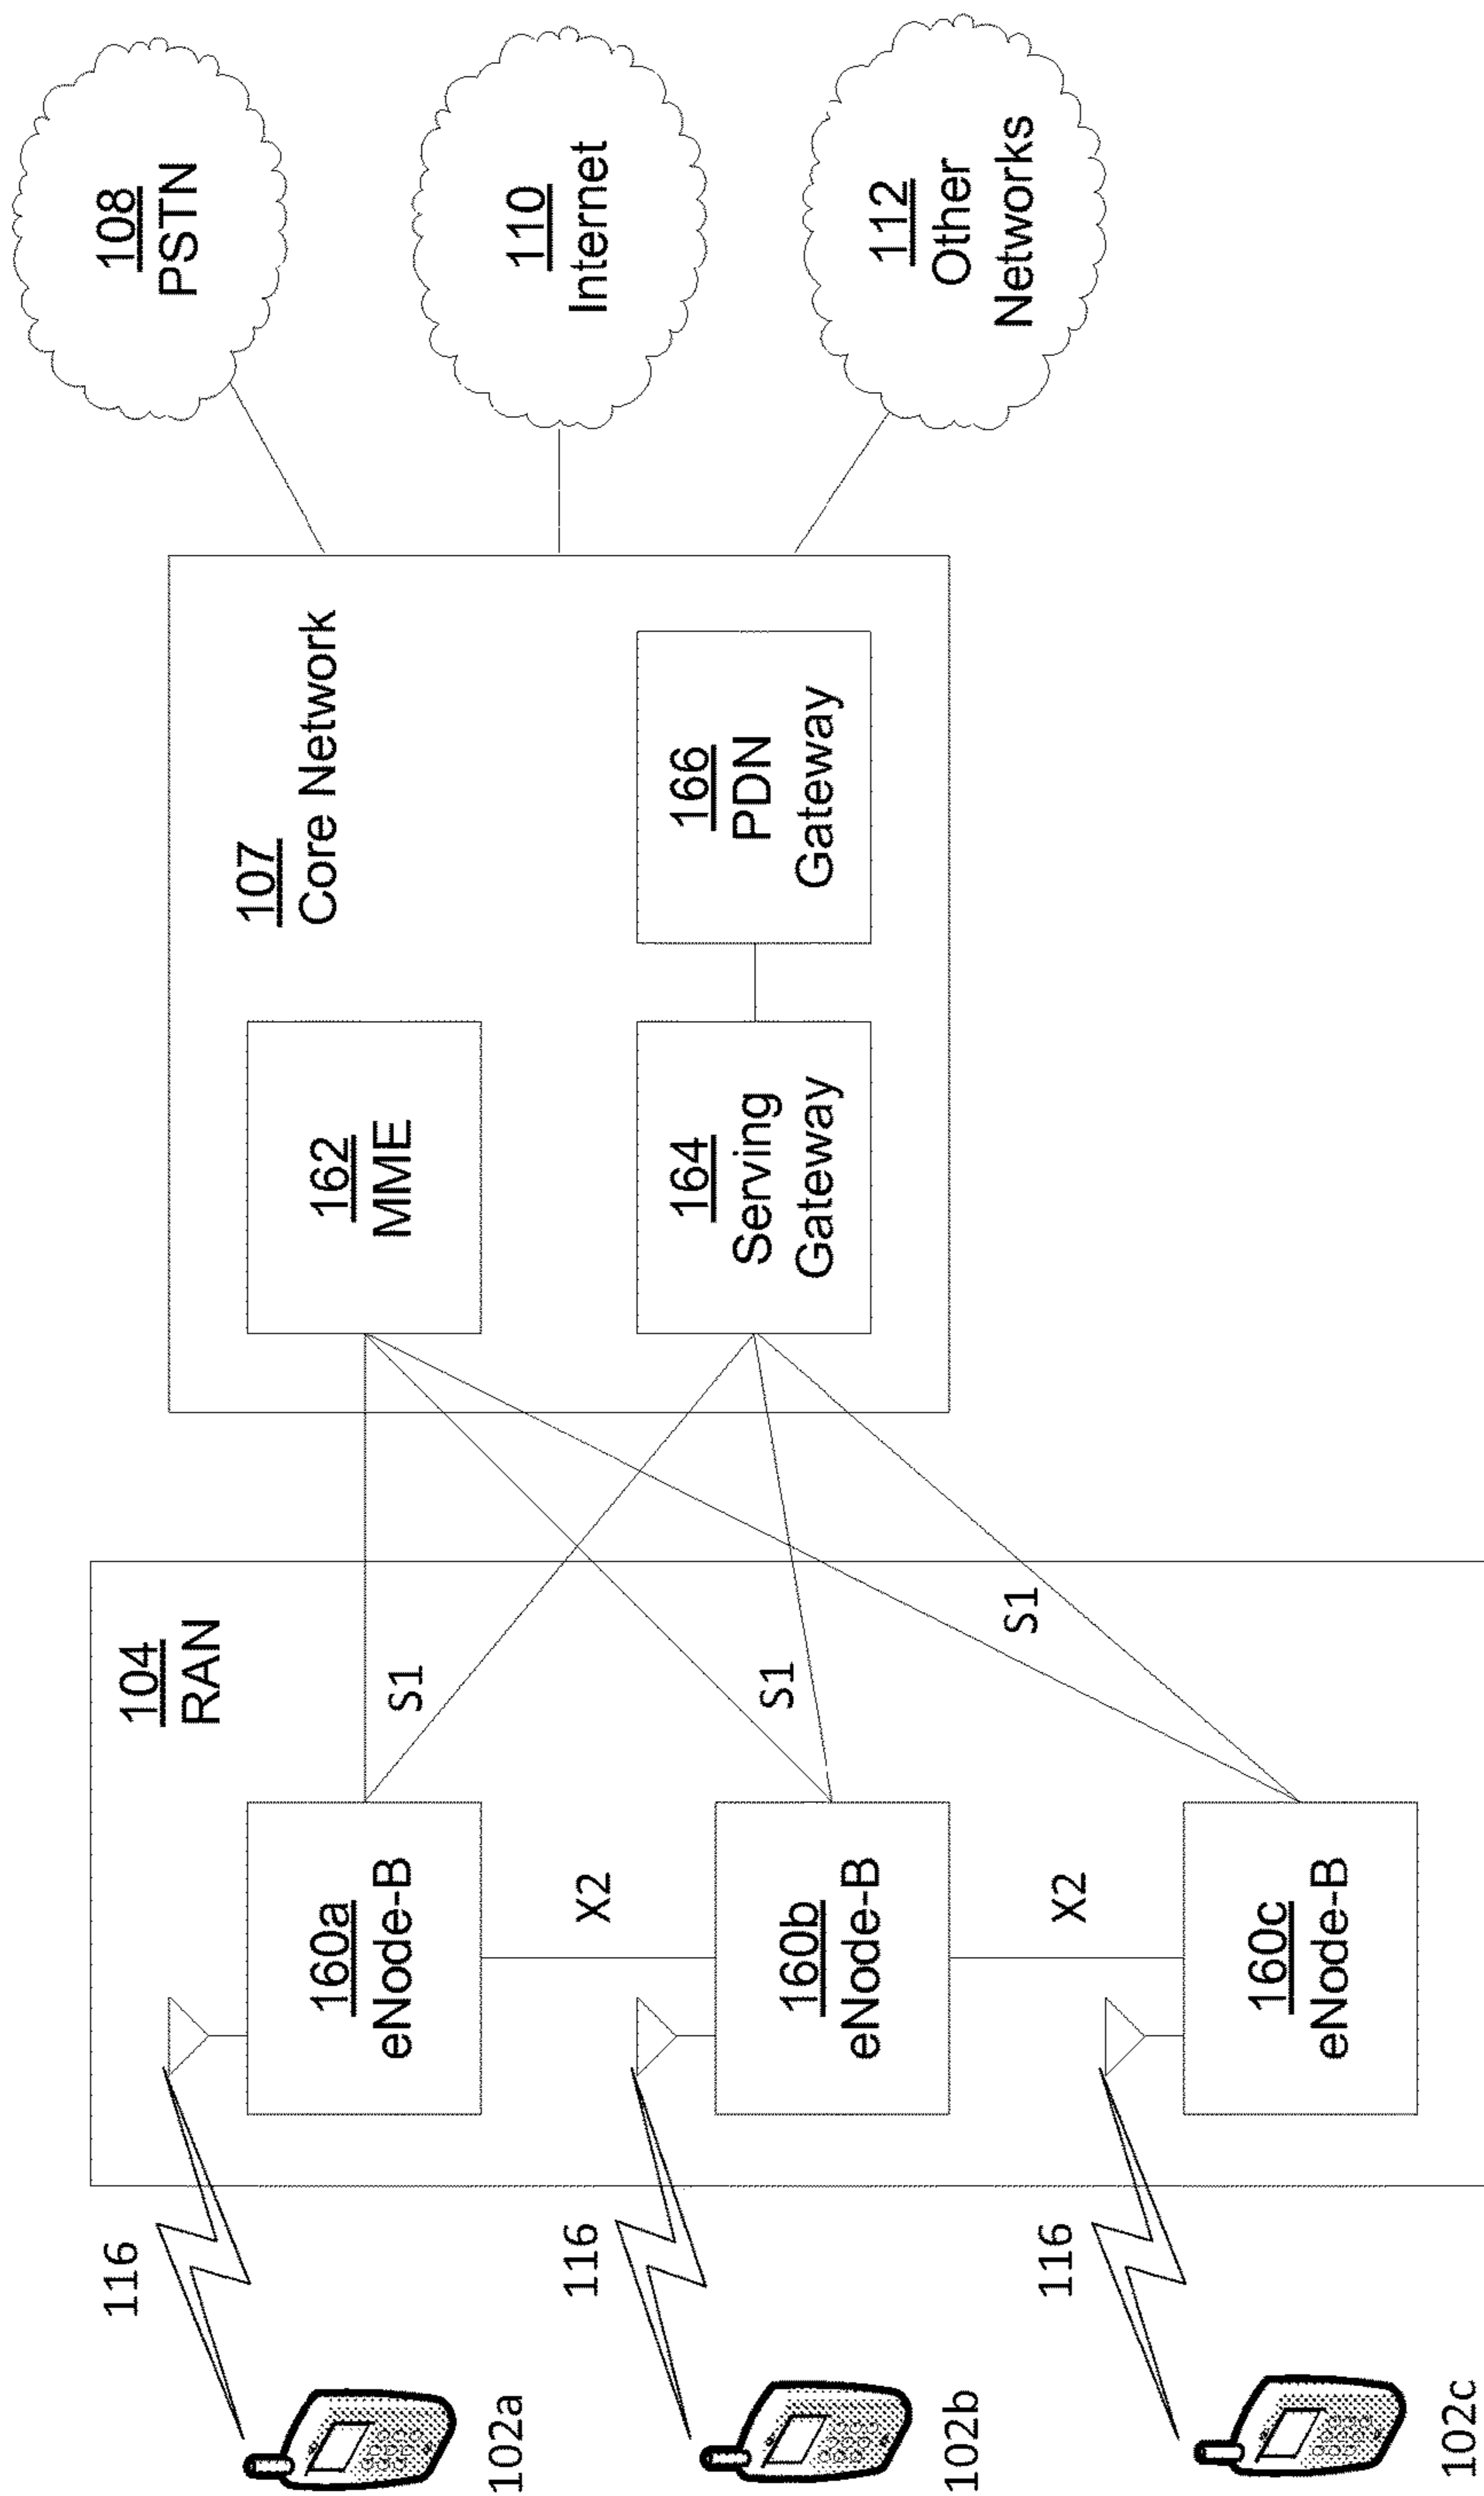 104
RAN
116
102a
160a
eNode-B
S1
X2
116
102b
160b
eNode-B
S1
X2
116
102c
160c
eNode-B
S1
107
Core Network
162
MME
164
Serving
Gateway
166
PDN
Gateway
108
PSTN
110
Internet
112
Other
Networks